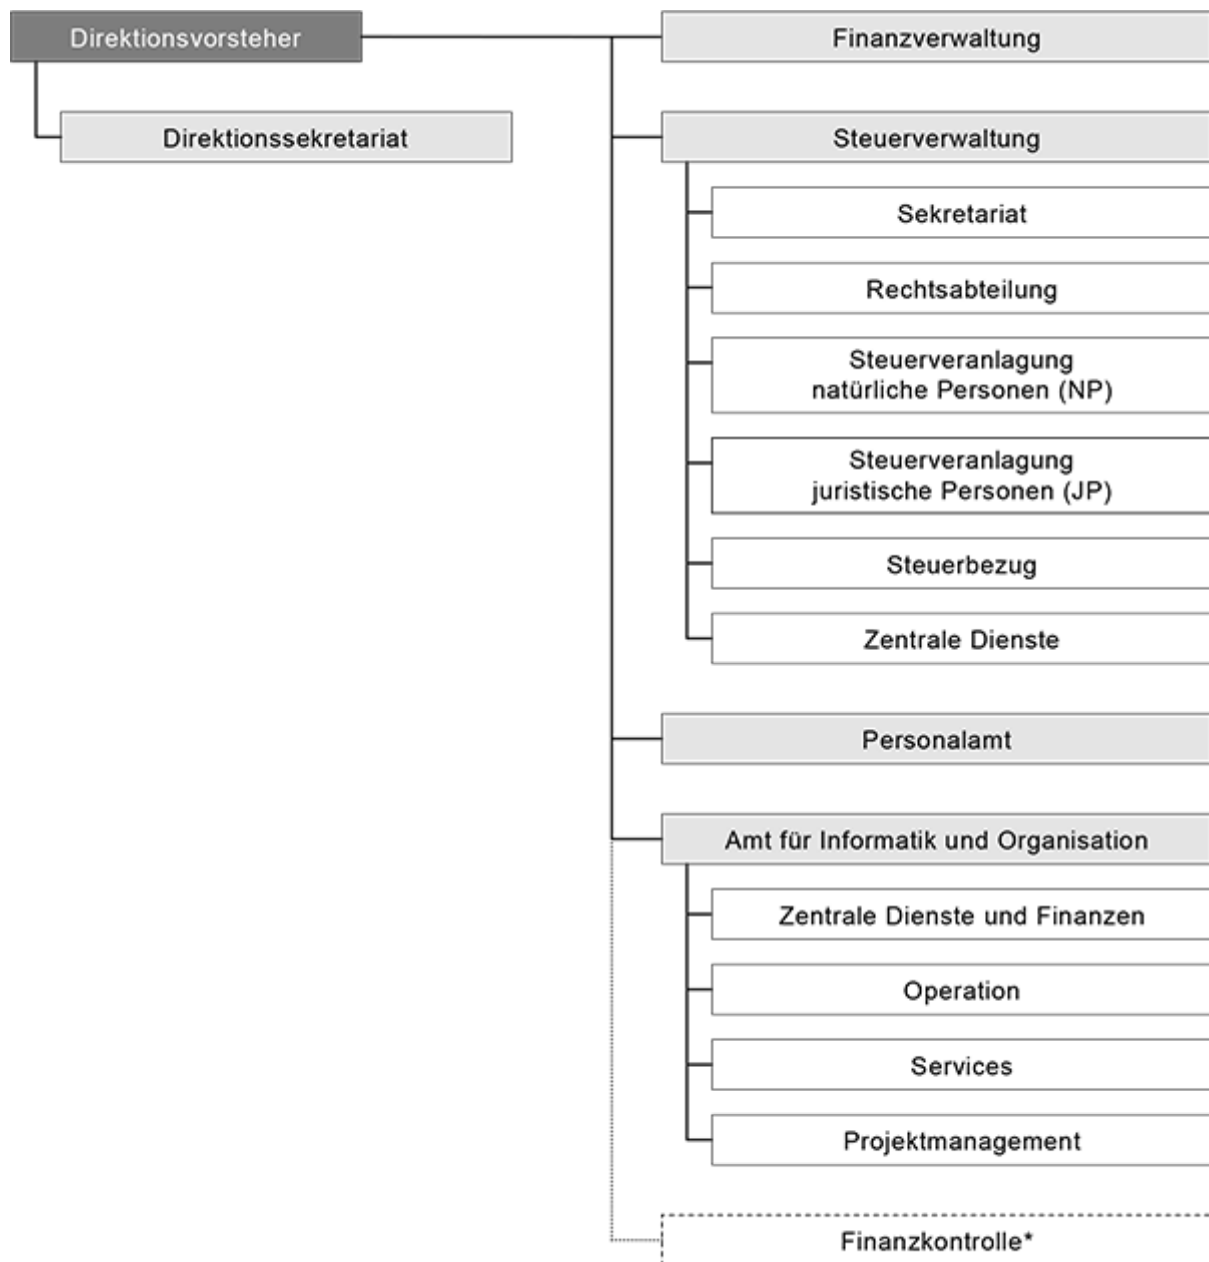 Direktionsvorsteher
Finanzverwaltung
Direktionssekretariat
Steuerverwaltung
Sekretariat
Rechtsabteilung
Steuerveranlagung
natürliche Personen (NP)
Steuerveranlagung
juristische Personen (JP)
Steuerbezug
Zentrale Dienste
Personalamt
Amt für Informatik und Organisation
Zentrale Dienste und Finanzen
Operation
Services
Projektmanagement
Finanzkontrolle*